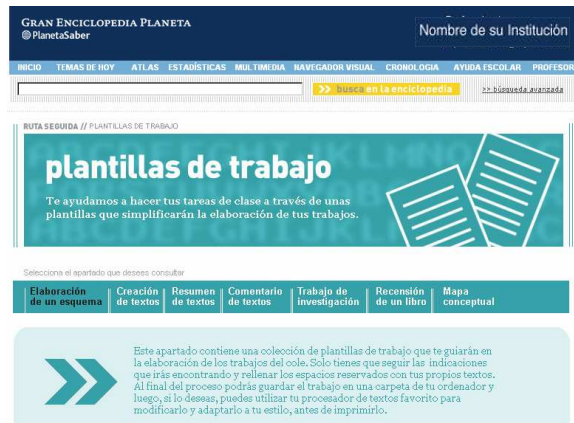 GRAN ENCICLOPEDIA PLANETA
PlanetaSaber
Nombre de su Institución
INICIO TEMAS DE HOY ATLAS ESTADÍSTICAS MULTIMEDIA NAVEGADOR VISUAL CRONOLOGIA AYUDA ESCOLAR PROFESOR
>> busca en la enciclopedia >> búsqueda avanzada
RUTA SEGUIDA // PLANTILLAS DE TRABAJO
plantillas de trabajo
Te ayudamos a hacer tus tareas de clase a través de unas
plantillas que simplificarán la elaboración de tus trabajos.
Selecciona el apartado que desees consultar
Elaboración Creación Resumen Comentario Trabajo de Recensión Mapa
de un esquema de textos de textos de textos investigación de un libro conceptual
Este apartado contiene una colección de plantillas de trabajo que te guiarán en
la elaboración de los trabajos del cole. Solo tienes que seguir las indicaciones
que irás encontrando y rellenar los espacios reservados con tus propios textos.
Al final del proceso podrás guardar el trabajo en una carpeta de tu ordenador y
luego, si lo deseas, puedes utilizar tu procesador de textos favorito para
modificarlo y adaptarlo a tu estilo, antes de imprimirlo.